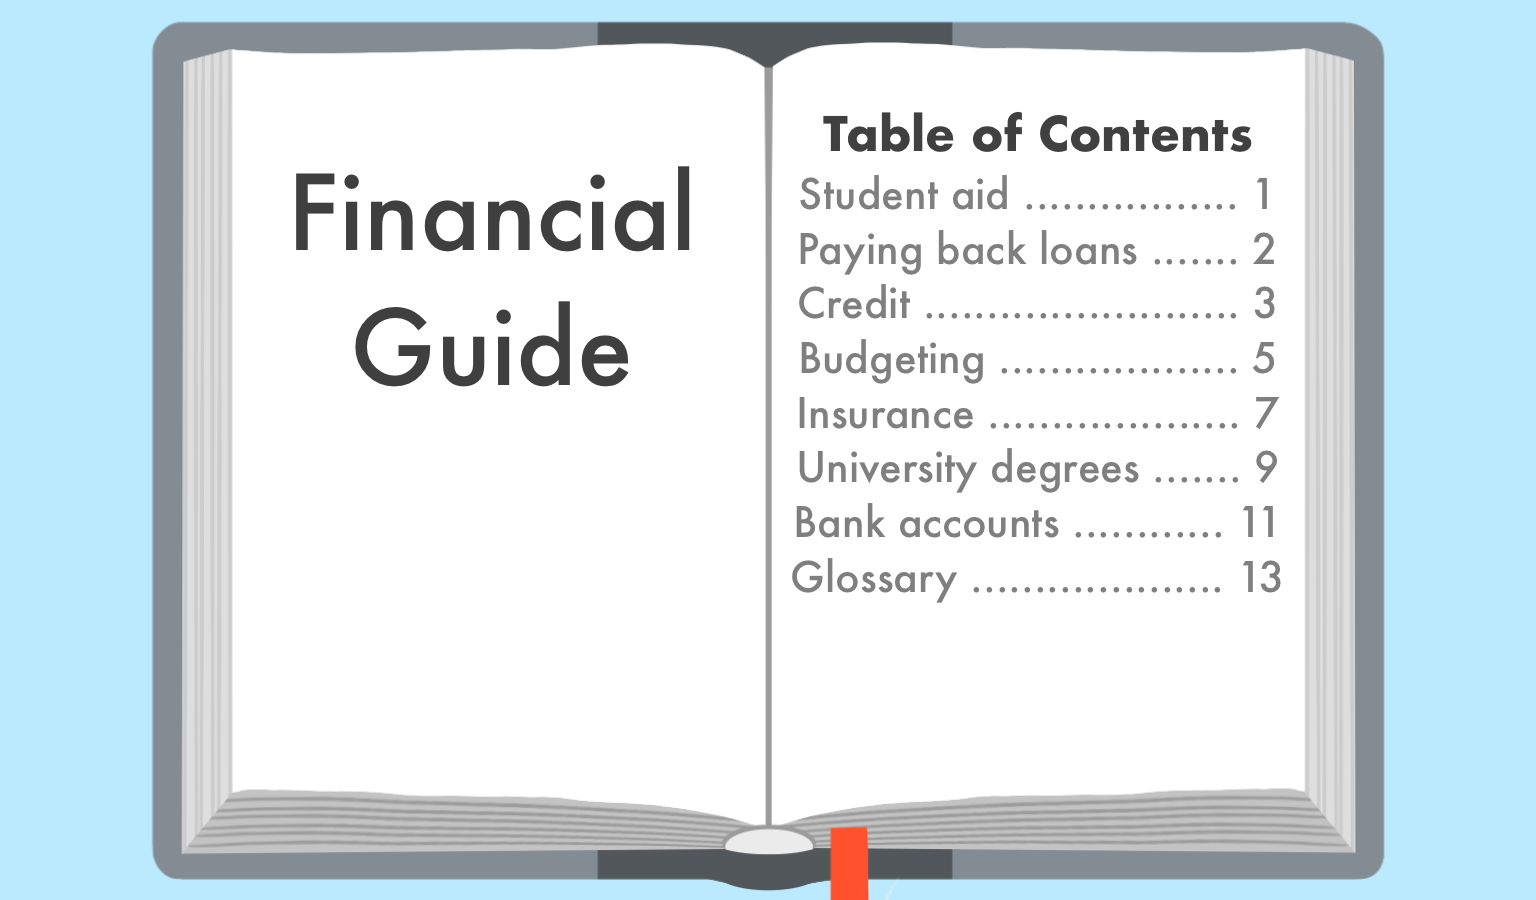 Financial
Guide
Table of Contents
Student aid ................. 1
Paying back loans ....... 2
Credit ......................... 3
Budgeting ................... 5
Insurance .................... 7
University degrees ....... 9
Bank accounts ............ 11
Glossary .................... 13